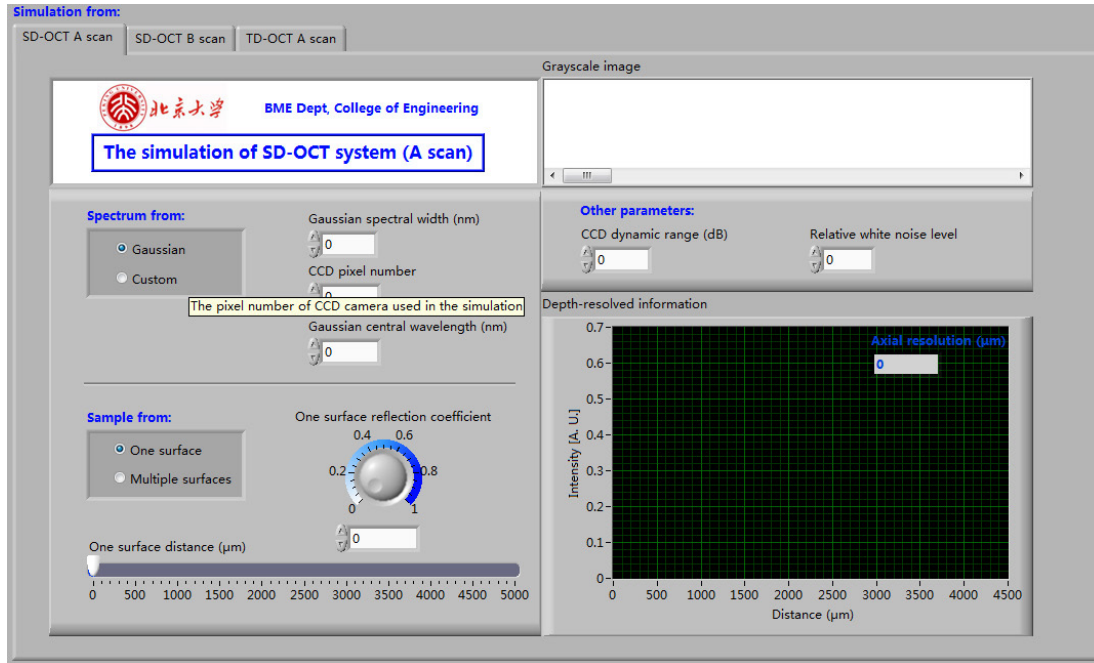 Simulation from:
SD-OCT A scan
SD-OCT B scan
TD-OCT A scan
北京大学
BME Dept, College of Engineering
The simulation of SD-OCT system (A scan)
Grayscale image
Spectrum from:
Gaussian
Custom
Gaussian spectral width (nm)
0
CCD pixel number
0
The pixel number of CCD camera used in the simulation
Gaussian central wavelength (nm)
0
Other parameters:
CCD dynamic range (dB)
0
Relative white noise level
0
Sample from:
One surface
Multiple surfaces
One surface reflection coefficient
0.4 0.6
0.2 0.8
0 1
0
One surface distance (µm)
0 500 1000 1500 2000 2500 3000 3500 4000 4500 5000
Depth-resolved information
Axial resolution (µm)
0
Intensity [A. U.]
0.7
0.6
0.5
0.4
0.3
0.2
0.1
0
0 500 1000 1500 2000 2500 3000 3500 4000 4500
Distance (µm)